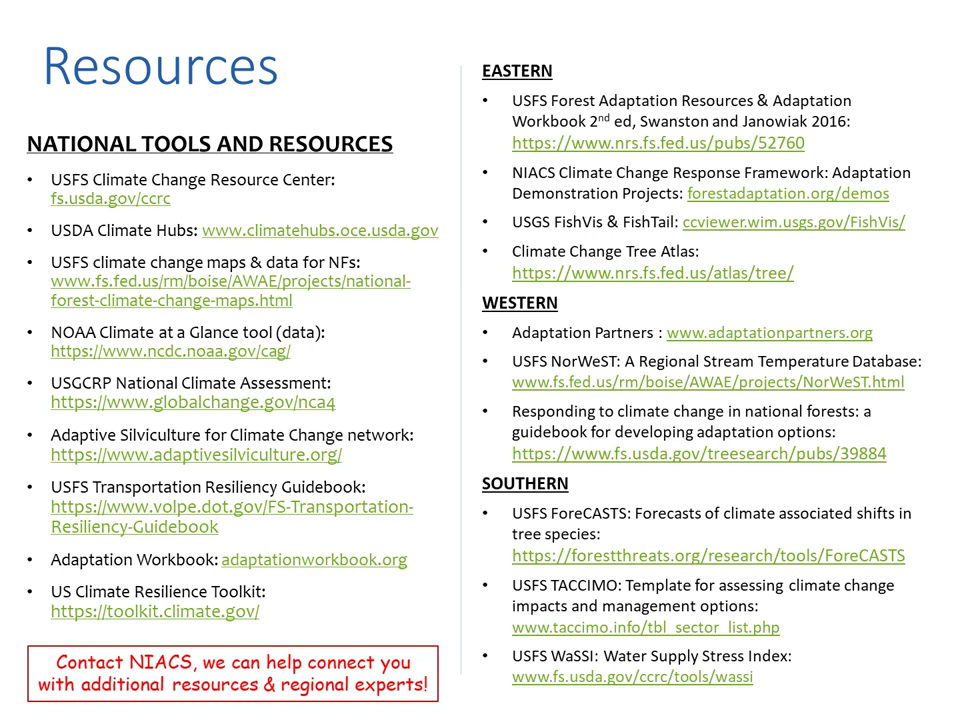 Resources
NATIONAL TOOLS AND RESOURCES
• USFS Climate Change Resource Center:
fs.usda.gov/ccrc
• USDA Climate Hubs: www.climatehubs.oce.usda.gov
• USFS climate change maps & data for NFs:
www.fs.fed.us/rm/boise/AWAE/projects/national-
forest-climate-change-maps.html
• NOAA Climate at a Glance tool (data):
https://www.ncdc.noaa.gov/cag/
• USGCRP National Climate Assessment:
https://www.globalchange.gov/nca4
• Adaptive Silviculture for Climate Change network:
https://www.adaptivesilviculture.org/
• USFS Transportation Resiliency Guidebook:
https://www.volpe.dot.gov/FS-Transportation-
Resiliency-Guidebook
• Adaptation Workbook: adaptationworkbook.org
• US Climate Resilience Toolkit:
https://toolkit.climate.gov/
Contact NIACS, we can help connect you
with additional resources & regional experts!
EASTERN
• USFS Forest Adaptation Resources & Adaptation
Workbook 2nd ed, Swanston and Janowiak 2016:
https://www.nrs.fs.fed.us/pubs/52760
• NIACS Climate Change Response Framework: Adaptation
Demonstration Projects: forestadaptation.org/demos
• USGS FishVis & FishTail: ccviewer.wim.usgs.gov/FishVis/
• Climate Change Tree Atlas:
https://www.nrs.fs.fed.us/atlas/tree/
WESTERN
• Adaptation Partners : www.adaptationpartners.org
• USFS NorWeST: A Regional Stream Temperature Database:
www.fs.fed.us/rm/boise/AWAE/projects/NorWeST.html
• Responding to climate change in national forests: a
guidebook for developing adaptation options:
https://www.fs.usda.gov/treesearch/pubs/39884
SOUTHERN
• USFS ForeCASTS: Forecasts of climate associated shifts in
tree species:
https://forestthreats.org/research/tools/ForeCASTS
• USFS TACCIMO: Template for assessing climate change
impacts and management options:
www.taccimo.info/tbl_sector_list.php
• USFS WaSSI: Water Supply Stress Index:
www.fs.usda.gov/ccrc/tools/wassi